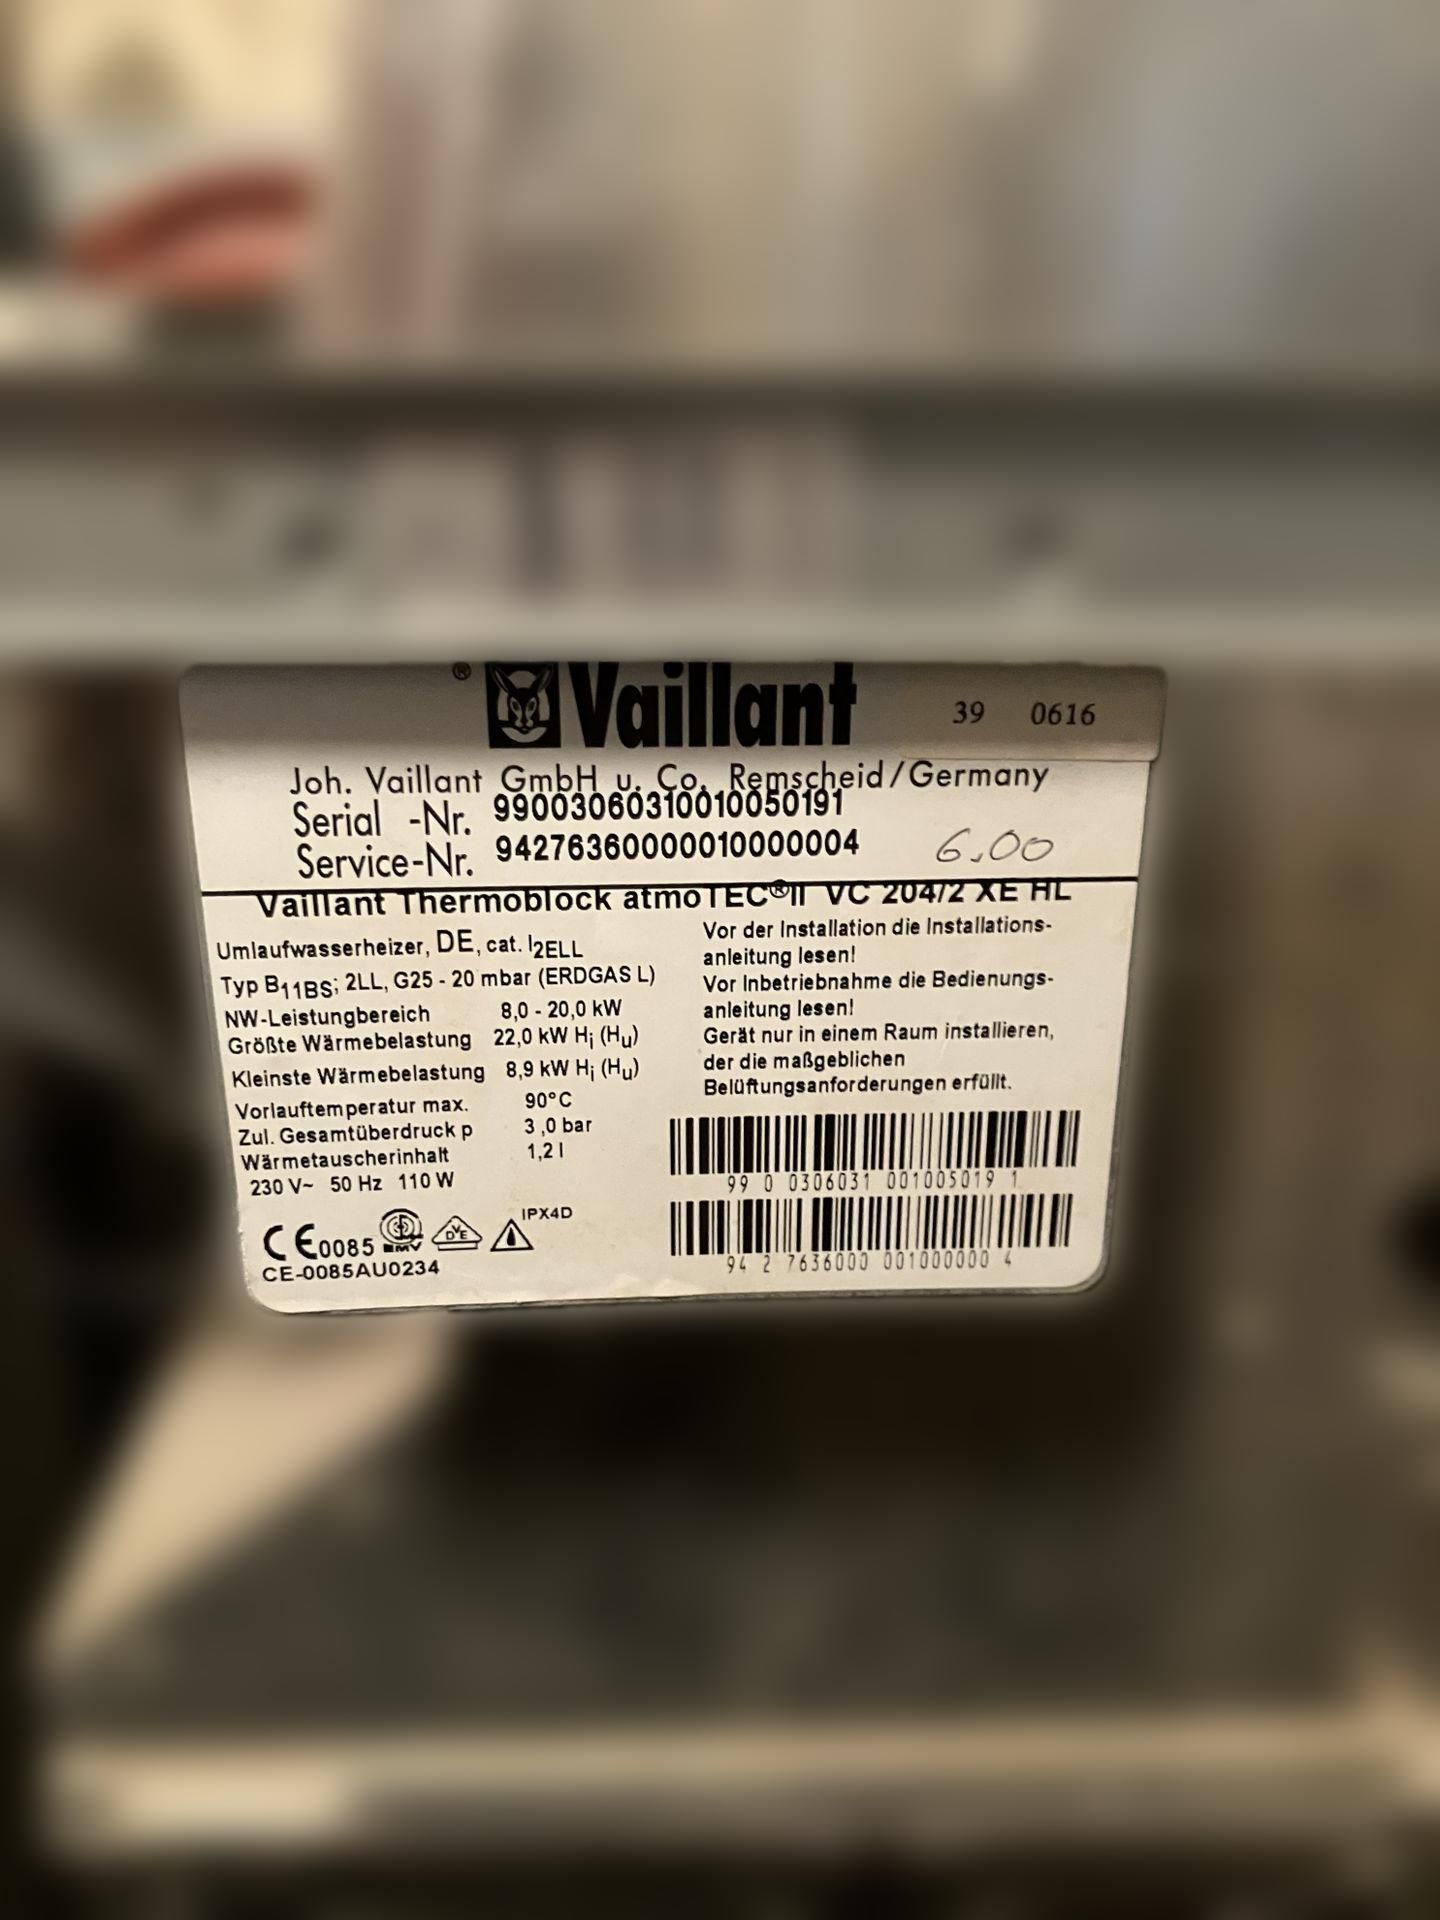 ® Vaillant 39 0616
Joh. Vaillant GmbH u. Co. Remscheid/Germany
Serial -Nr. 99003060310010050191
Service-Nr. 94276360000010000004 6.00
Vaillant Thermoblock atmoTEC®II VC 204/2 XE HL
Umlaufwasserheizer, DE, cat. I2ELL
Typ B11BS; 2LL, G25 - 20 mbar (ERDGAS L)
NW-Leistungbereich 8,0 - 20,0 kW
Größte Wärmebelastung 22,0 kW Hi (Hu)
Kleinste Wärmebelastung 8,9 kW Hi (Hu)
Vorlauftemperatur max. 90°C
Zul. Gesamtüberdruck p 3,0 bar
Wärmetauscherinhalt 1,2 l
230 V~ 50 Hz 110 W
CE0085 EMV DVE IPX4D
CE-0085AU0234
Vor der Installation die Installations-
anleitung lesen!
Vor Inbetriebnahme die Bedienungs-
anleitung lesen!
Gerät nur in einem Raum installieren,
der die maßgeblichen
Belüftungsanforderungen erfüllt.
99 0 0306031 001005019 1
94 2 7636000 001000000 4